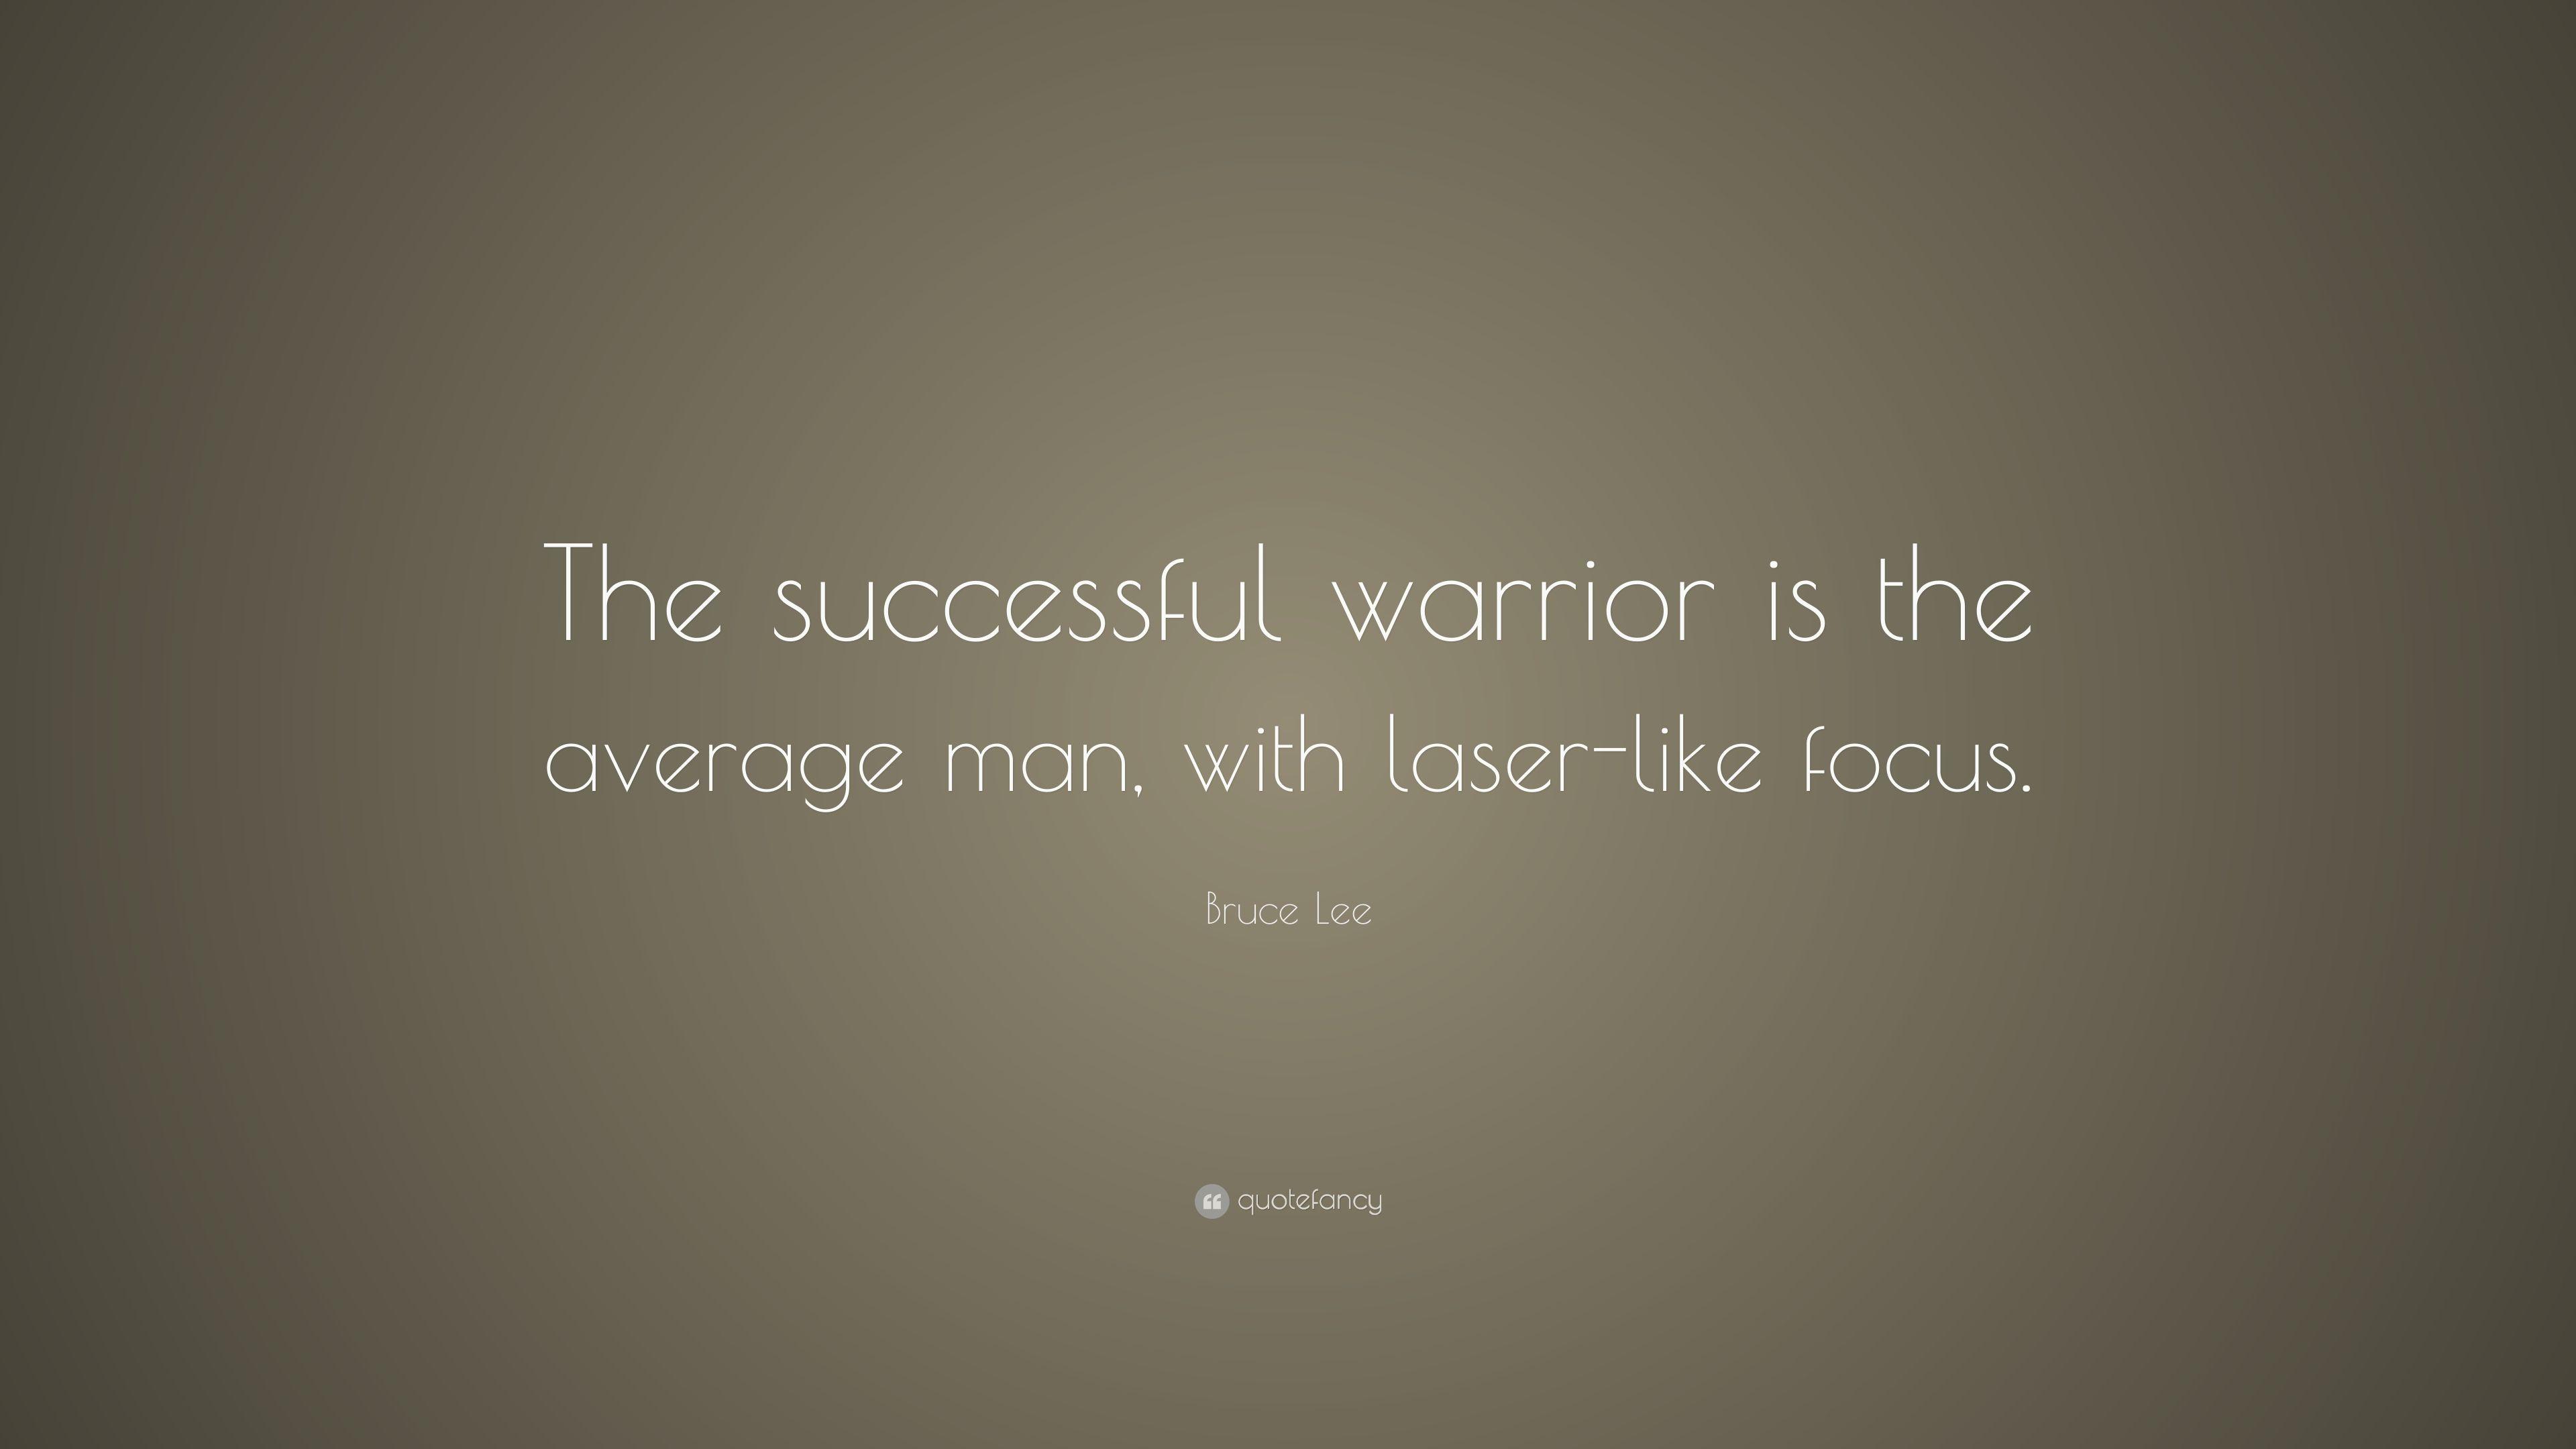 The successful warrior is the
average man, with laser-like focus.
Bruce Lee
quotefancy